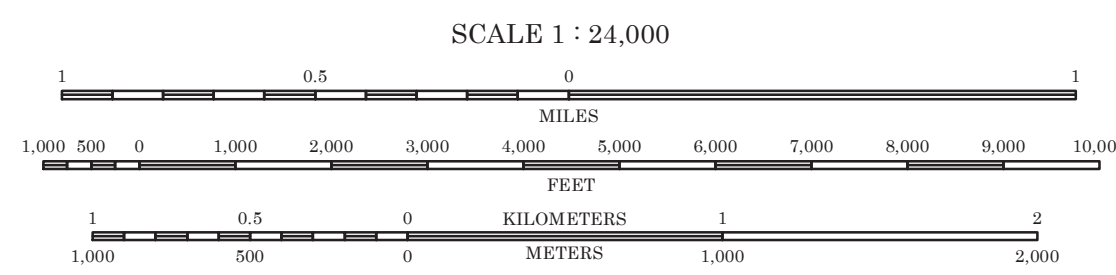 SCALE 1 : 24,000
1 0.5 0 1
MILES
1,000 500 0 1,000 2,000 3,000 4,000 5,000 6,000 7,000 8,000 9,000 10,00
FEET
1 0.5 0 KILOMETERS 1 2
1,000 500 0 METERS 1,000 2,000